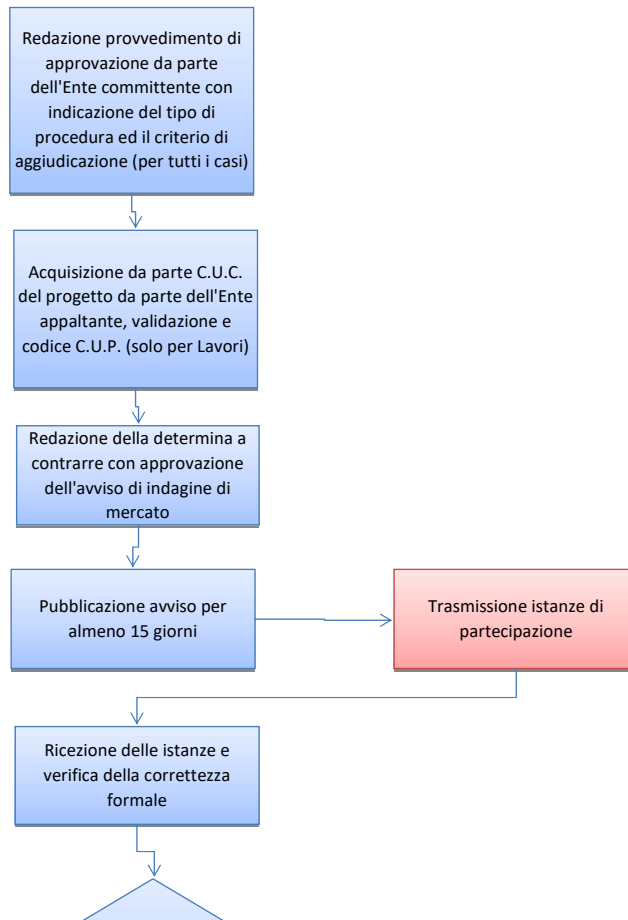 Redazione provvedimento di
approvazione da parte
dell'Ente committente con
indicazione del tipo di
procedura ed il criterio di
aggiudicazione (per tutti i casi)
Acquisizione da parte C.U.C.
del progetto da parte dell'Ente
appaltante, validazione e
codice C.U.P. (solo per Lavori)
Redazione della determina a
contrarre con approvazione
dell'avviso di indagine di
mercato
Pubblicazione avviso per
almeno 15 giorni
Trasmissione istanze di
partecipazione
Ricezione delle istanze e
verifica della correttezza
formale